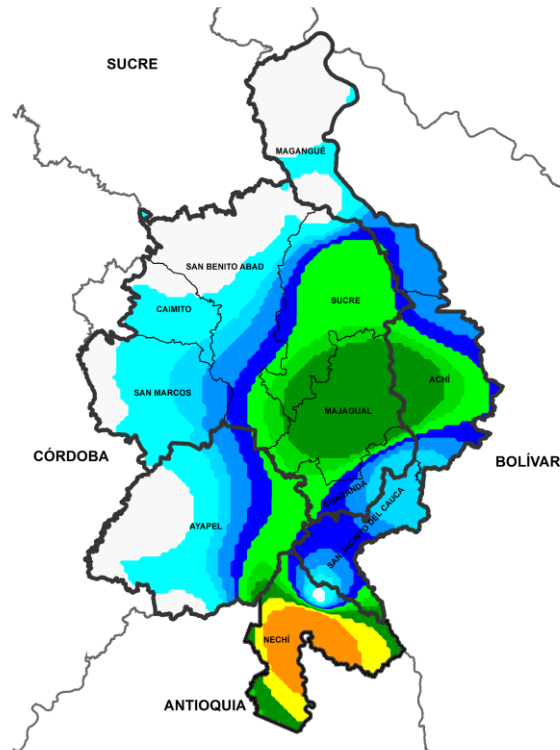 SUCRE
MAGANGUÉ
SAN BENITO ABAD
CAIMITO
SUCRE
ACHÍ
SAN MARCOS
MAJAGUAL
CÓRDOBA
BOLÍVAR
GUARANDA
SAN JACINTO DEL CAUCA
AYAPEL
NECHÍ
ANTIOQUIA